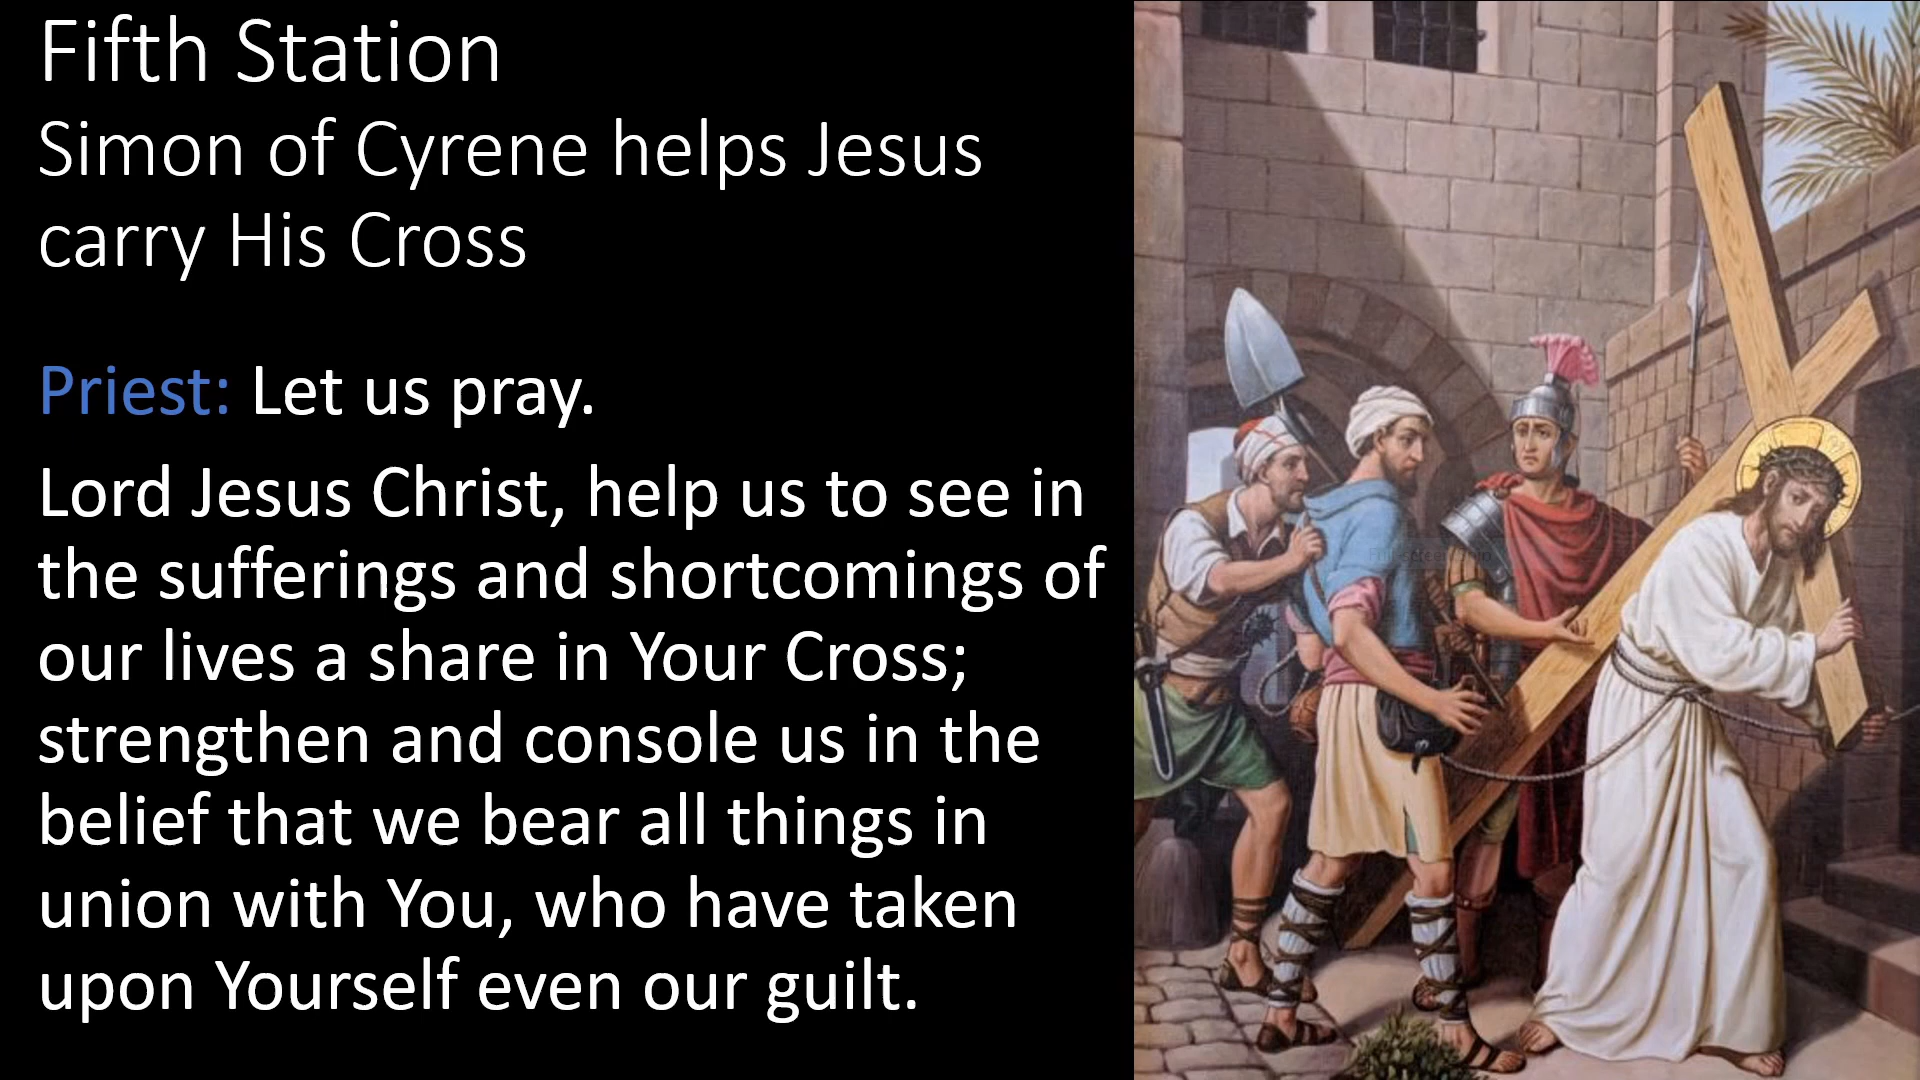 Fifth Station
Simon of Cyrene helps Jesus
carry His Cross
Priest: Let us pray.
Lord Jesus Christ, help us to see in
the sufferings and shortcomings of
our lives a share in Your Cross;
strengthen and console us in the
belief that we bear all things in
union with You, who have taken
upon Yourself even our guilt.